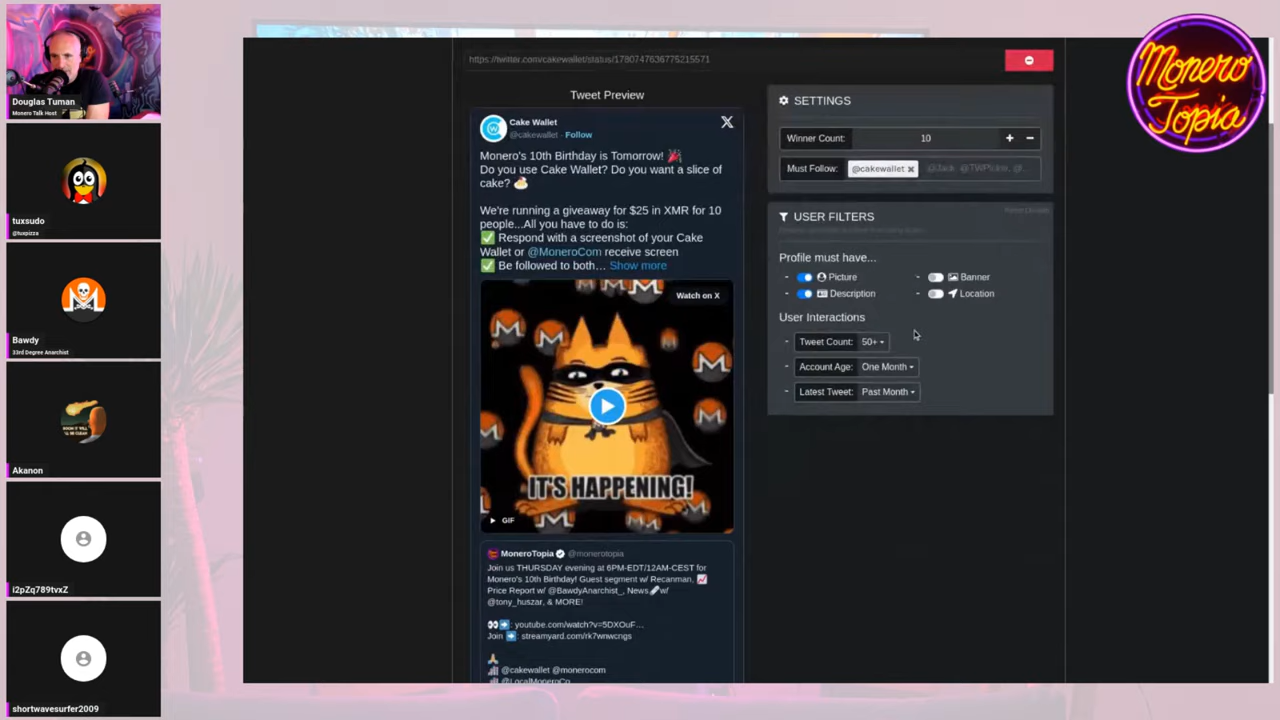 Douglas Tuman
Monero Talk Host
tuxsudo
@tuxpizza
Bawdy
33rd Degree Anarchist
Akanon
i2pZq789tvxZ
shortwavesurfer2009
https://twitter.com/cakewallet/status/1780747636775215571
Tweet Preview
Cake Wallet
@cakewallet · Follow
Monero's 10th Birthday is Tomorrow! 🎉
Do you use Cake Wallet? Do you want a slice of
cake? 🍰
We're running a giveaway for $25 in XMR for 10
people...All you have to do is:
✅ Respond with a screenshot of your Cake
Wallet or @MoneroCom receive screen
✅ Be followed to both... Show more
Watch on X
IT'S HAPPENING!
GIF
MoneroTopia @monerotopia
Join us THURSDAY evening at 6PM-EDT/12AM-CEST for
Monero's 10th Birthday! Guest segment w/ Recanman, 📈
Price Report w/ @BawdyAnarchist_, News🗞️w/
@tony_huszar, & MORE!
👀➡️: youtube.com/watch?v=5DXOuF...
Join ➡️: streamyard.com/rk7wnwcngs
🙏
@cakewallet @monerocom
@LocalMoneroCo
SETTINGS
Winner Count: 10 + -
Must Follow: @cakewallet x @Jack, @TWPicker, @...
USER FILTERS
Profile must have...
- Picture
- Banner
- Description
- Location
User Interactions
- Tweet Count: 50+
- Account Age: One Month
- Latest Tweet: Past Month
Monero
Topia